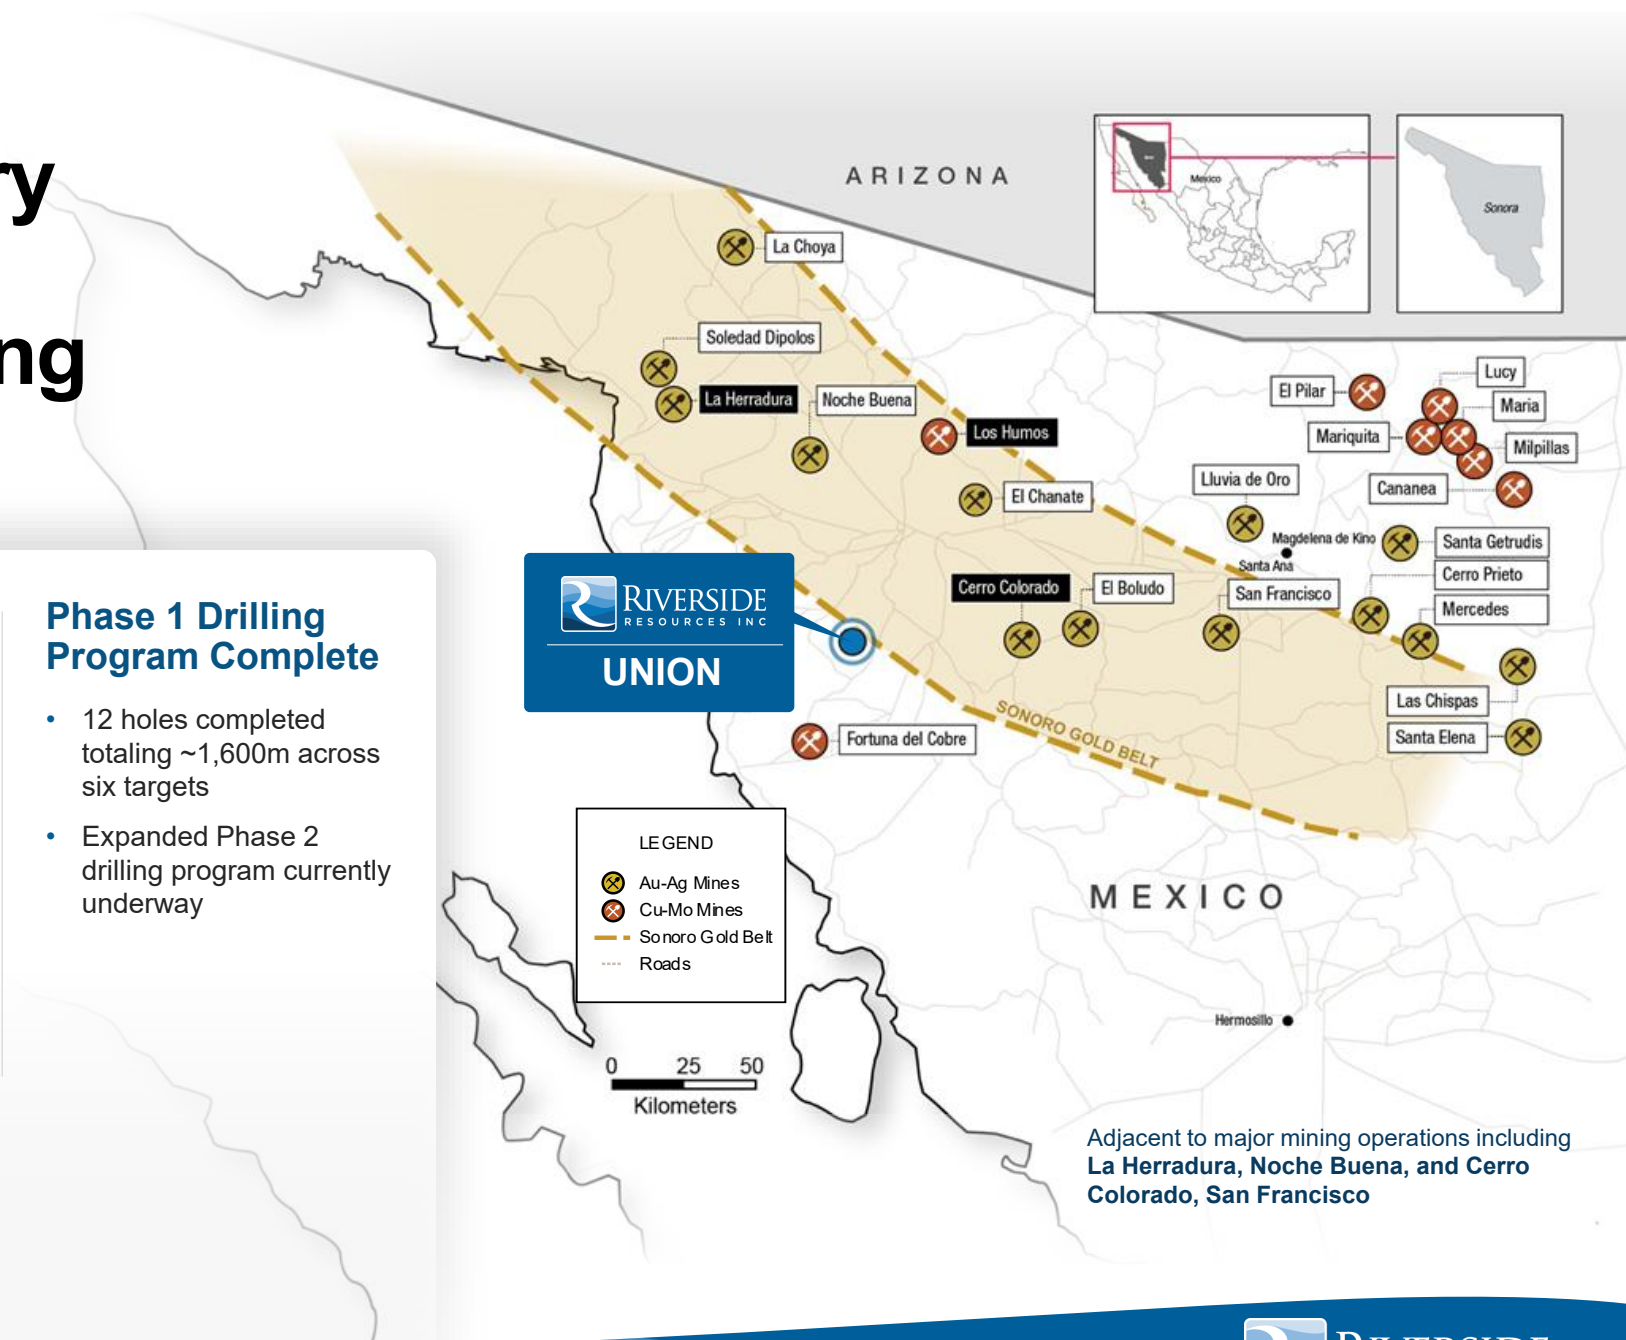 ry
ng
Phase 1 Drilling
Program Complete
• 12 holes completed
totaling ~1,600m across
six targets
• Expanded Phase 2
drilling program currently
underway
ARIZONA
Mexico
Sonora
La Choya
Soledad Dipolos
La Herradura
Noche Buena
Los Humos
El Chanate
El Pilar
Lucy
Maria
Mariquita
Milpillas
Cananea
Lluvia de Oro
Magdelena de Kino
Santa Ana
Santa Getrudis
Cerro Prieto
Mercedes
Cerro Colorado
El Boludo
San Francisco
Las Chispas
Santa Elena
RIVERSIDE
RESOURCES INC
UNION
Fortuna del Cobre
SONORO GOLD BELT
LEGEND
Au-Ag Mines
Cu-Mo Mines
Sonoro Gold Belt
Roads
0 25 50
Kilometers
MEXICO
Hermosillo
Adjacent to major mining operations including
La Herradura, Noche Buena, and Cerro
Colorado, San Francisco
RIVERSIDE